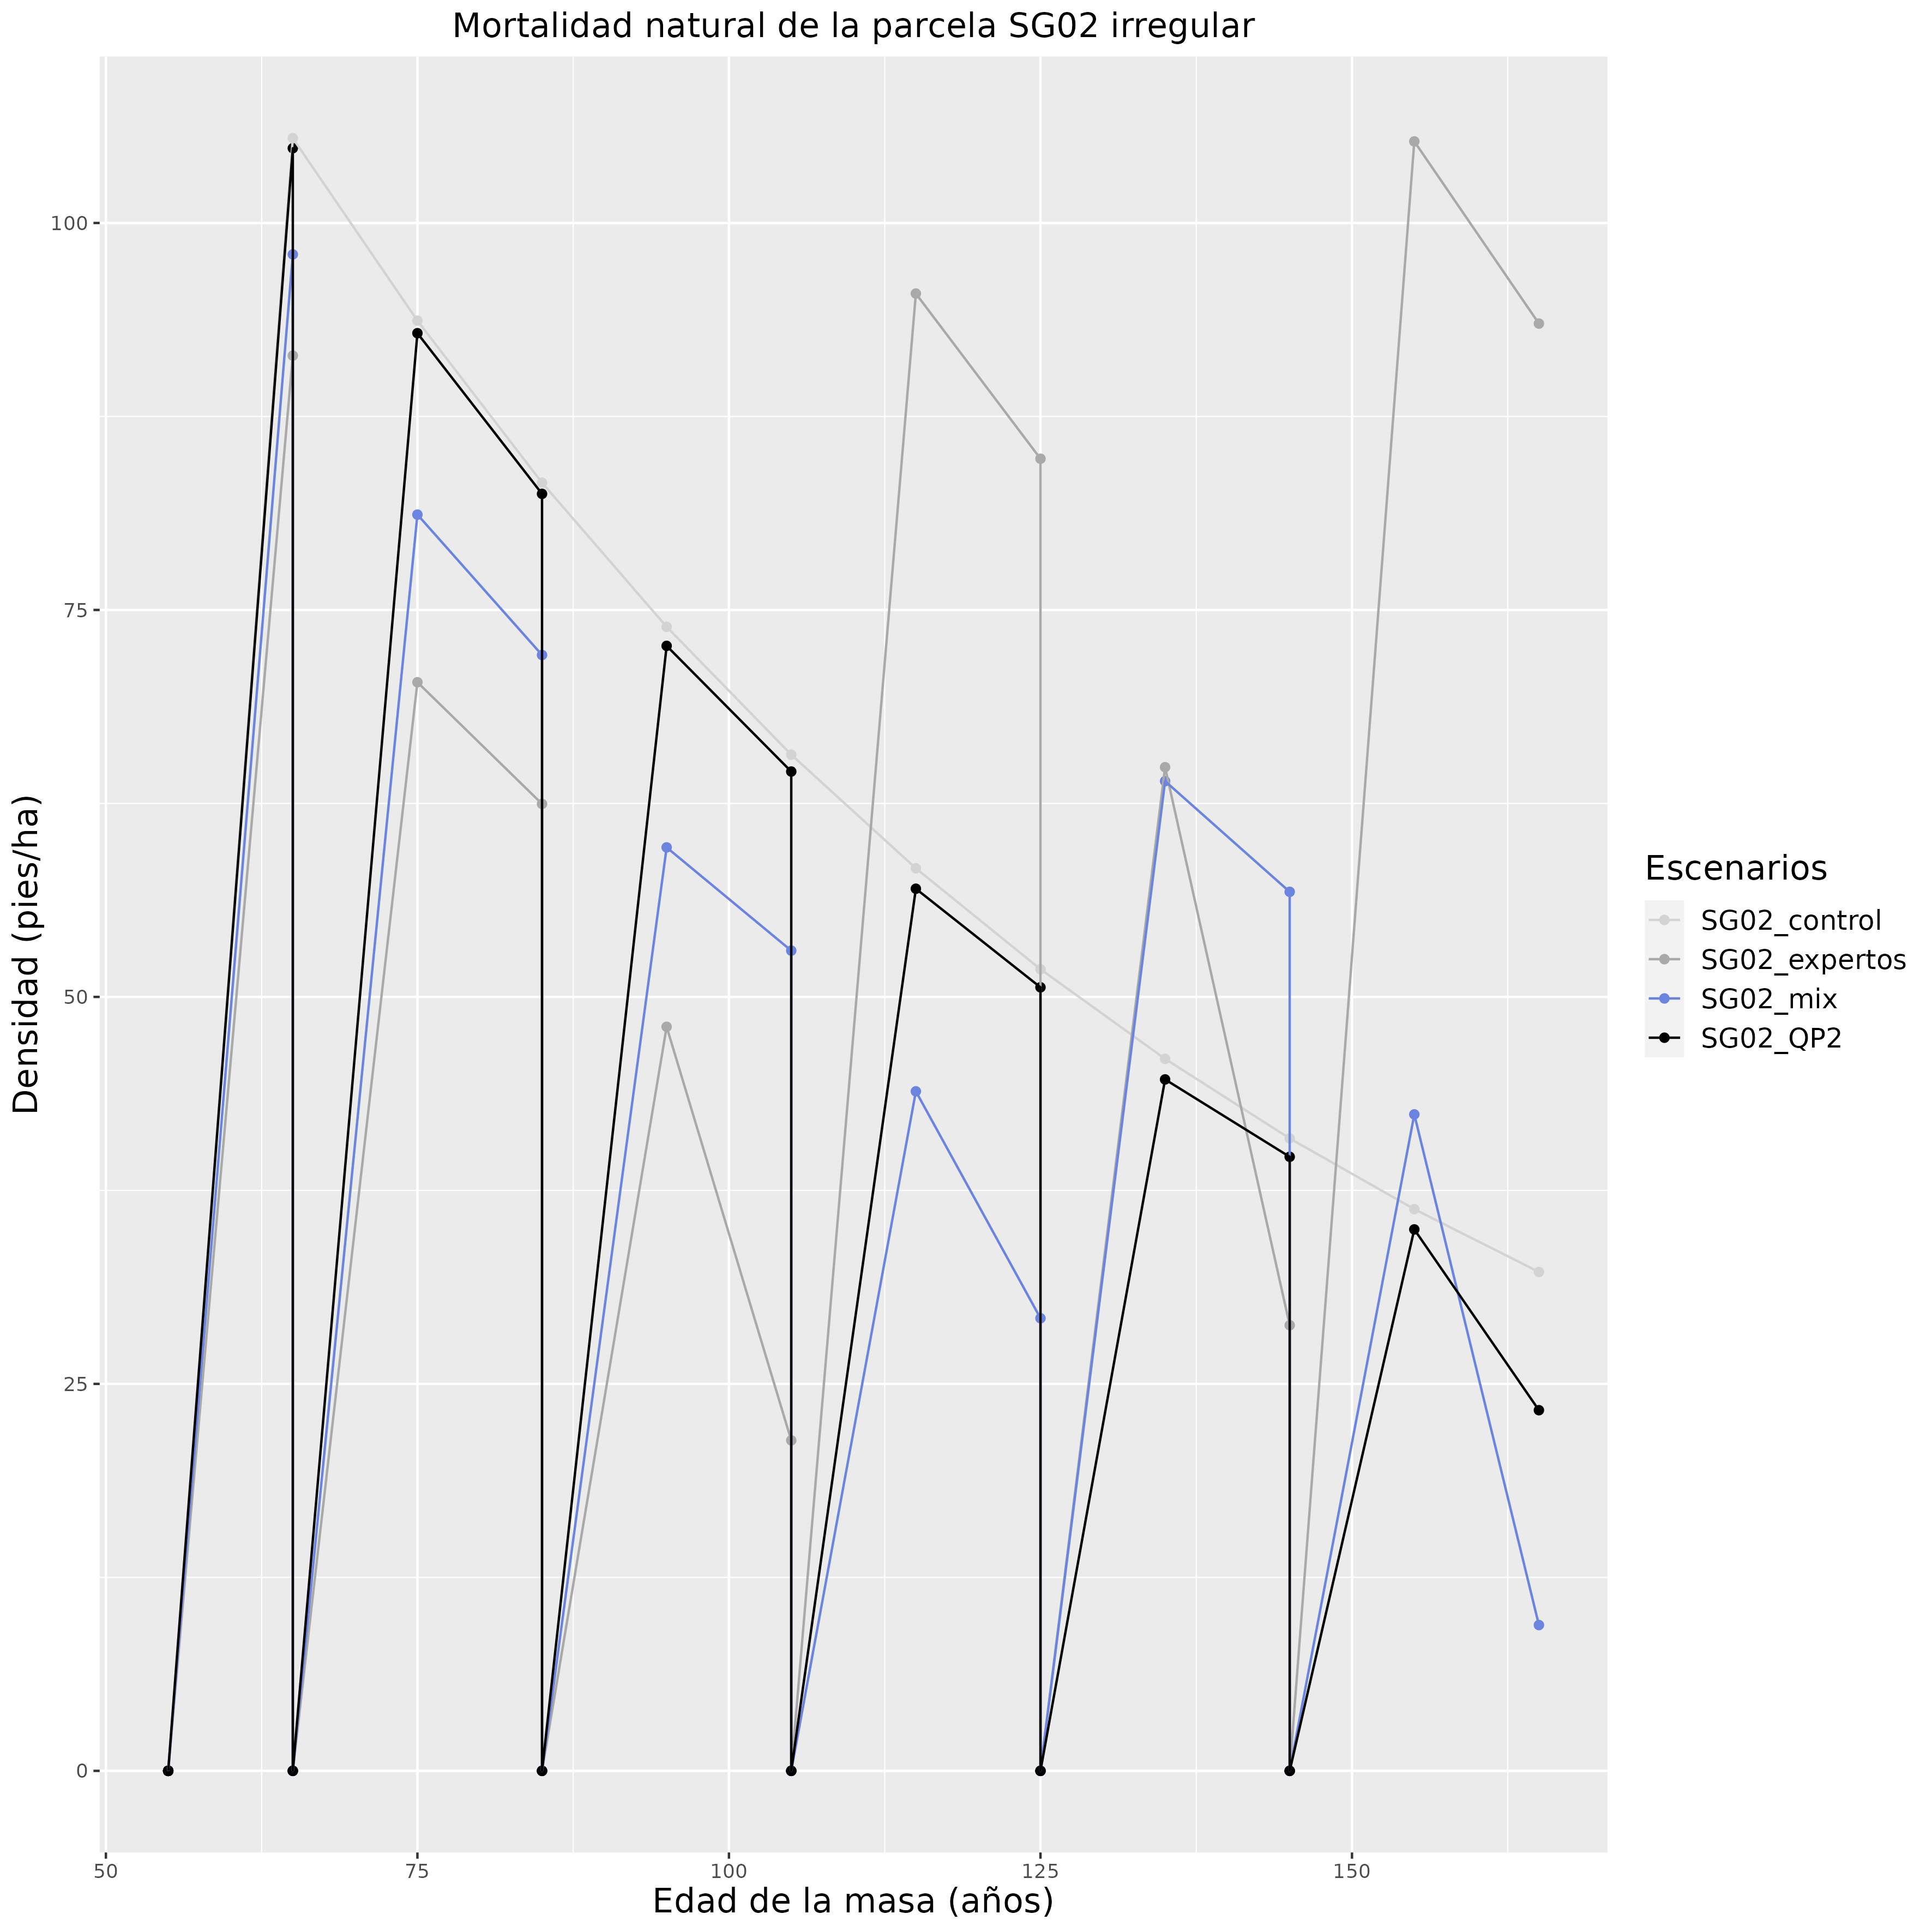 Mortalidad natural de la parcela SG02 irregular
Densidad (pies/ha)
100
75
50
25
0
50
75
100
125
150
Edad de la masa (años)
Escenarios
SG02_control
SG02_expertos
SG02_mix
SG02_QP2